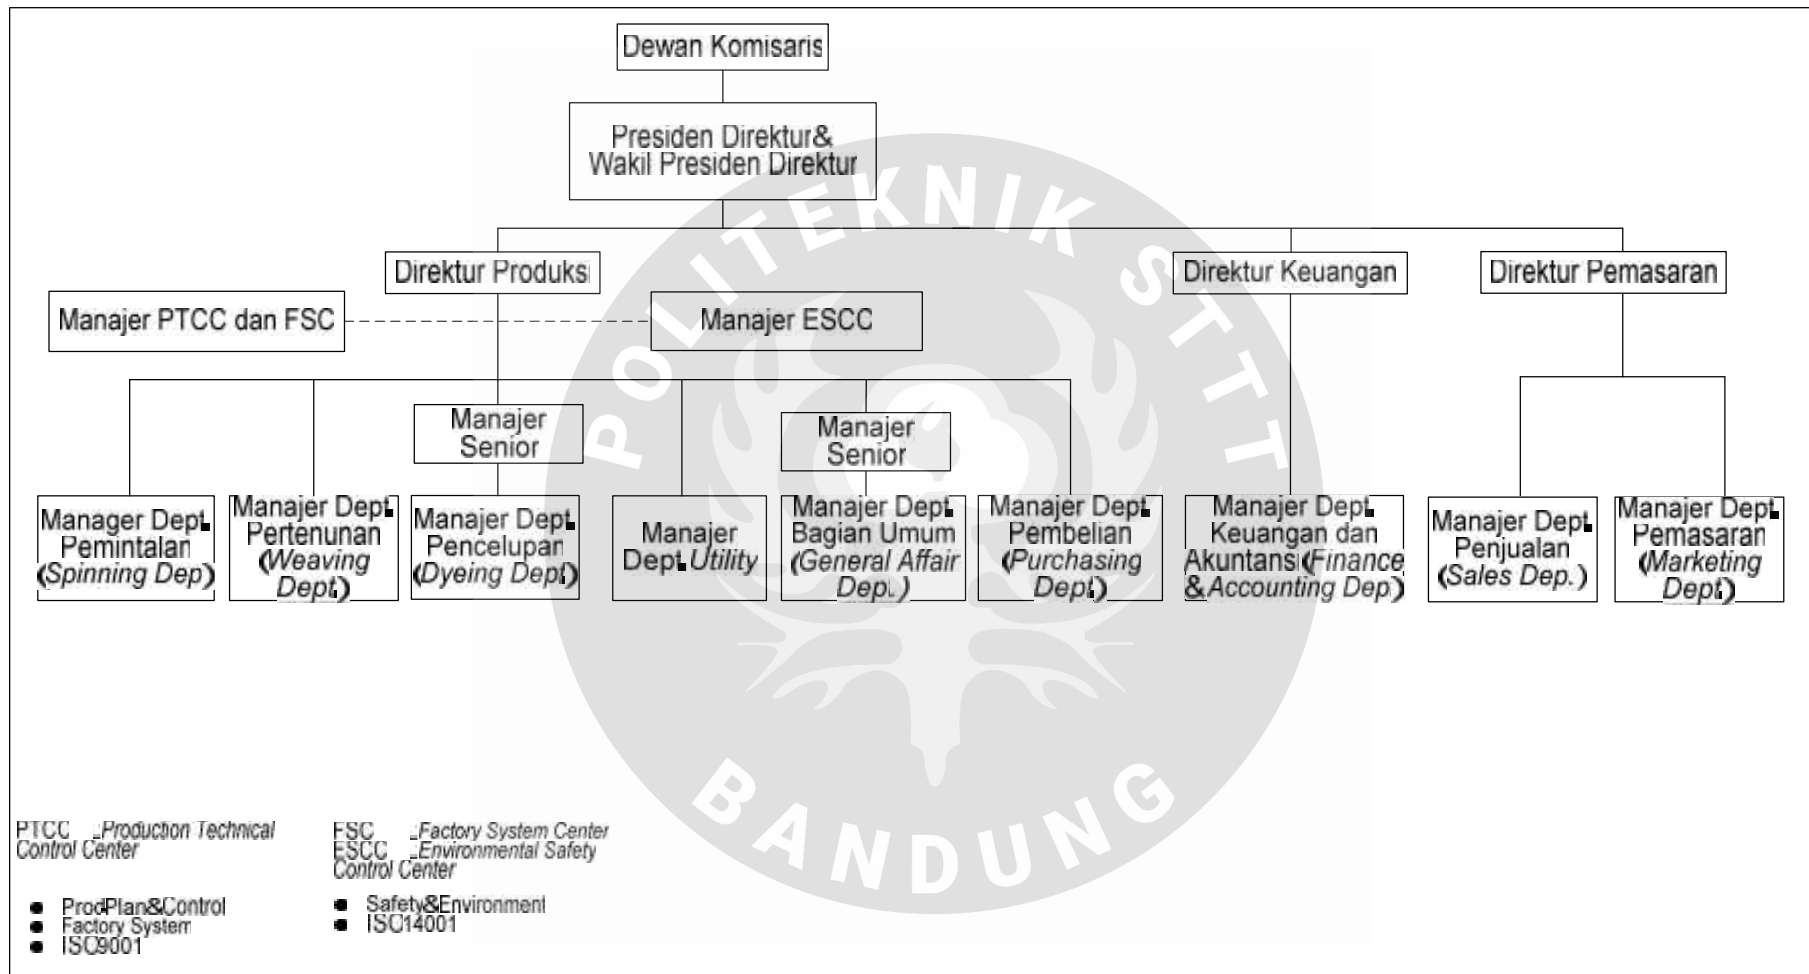 Dewan Komisaris
Presiden Direktur&
Wakil Presiden Direktur
Direktur Produksi
Direktur Keuangan
Direktur Pemasaran
Manajer PTCC dan FSC
Manajer ESCC
Manajer
Senior
Manajer
Senior
Manager Dept.
Pemintalan
(Spinning Dep)
Manajer Dept.
Pertenunan
(Weaving
Dept.)
Manajer Dept.
Pencelupan
(Dyeing Dept.)
Manajer
Dept. Utility
Manajer Dept.
Bagian Umum
(General Affair
Dep.)
Manajer Dept.
Pembelian
(Purchasing
Dept.)
Manajer Dept.
Keuangan dan
Akuntansi (Finance
& Accounting Dep.)
Manajer Dept.
Penjualan
(Sales Dep.)
Manajer Dept.
Pemasaran
(Marketing
Dept.)
PTCC : Production Technical
Control Center
● Prod.Plan&Control
● Factory System
● ISO9001
FSC : Factory System Center
ESCC : Environmental Safety
Control Center
● Safety&Environment
● ISO14001
POLITEKNIK STTT
BANDUNG